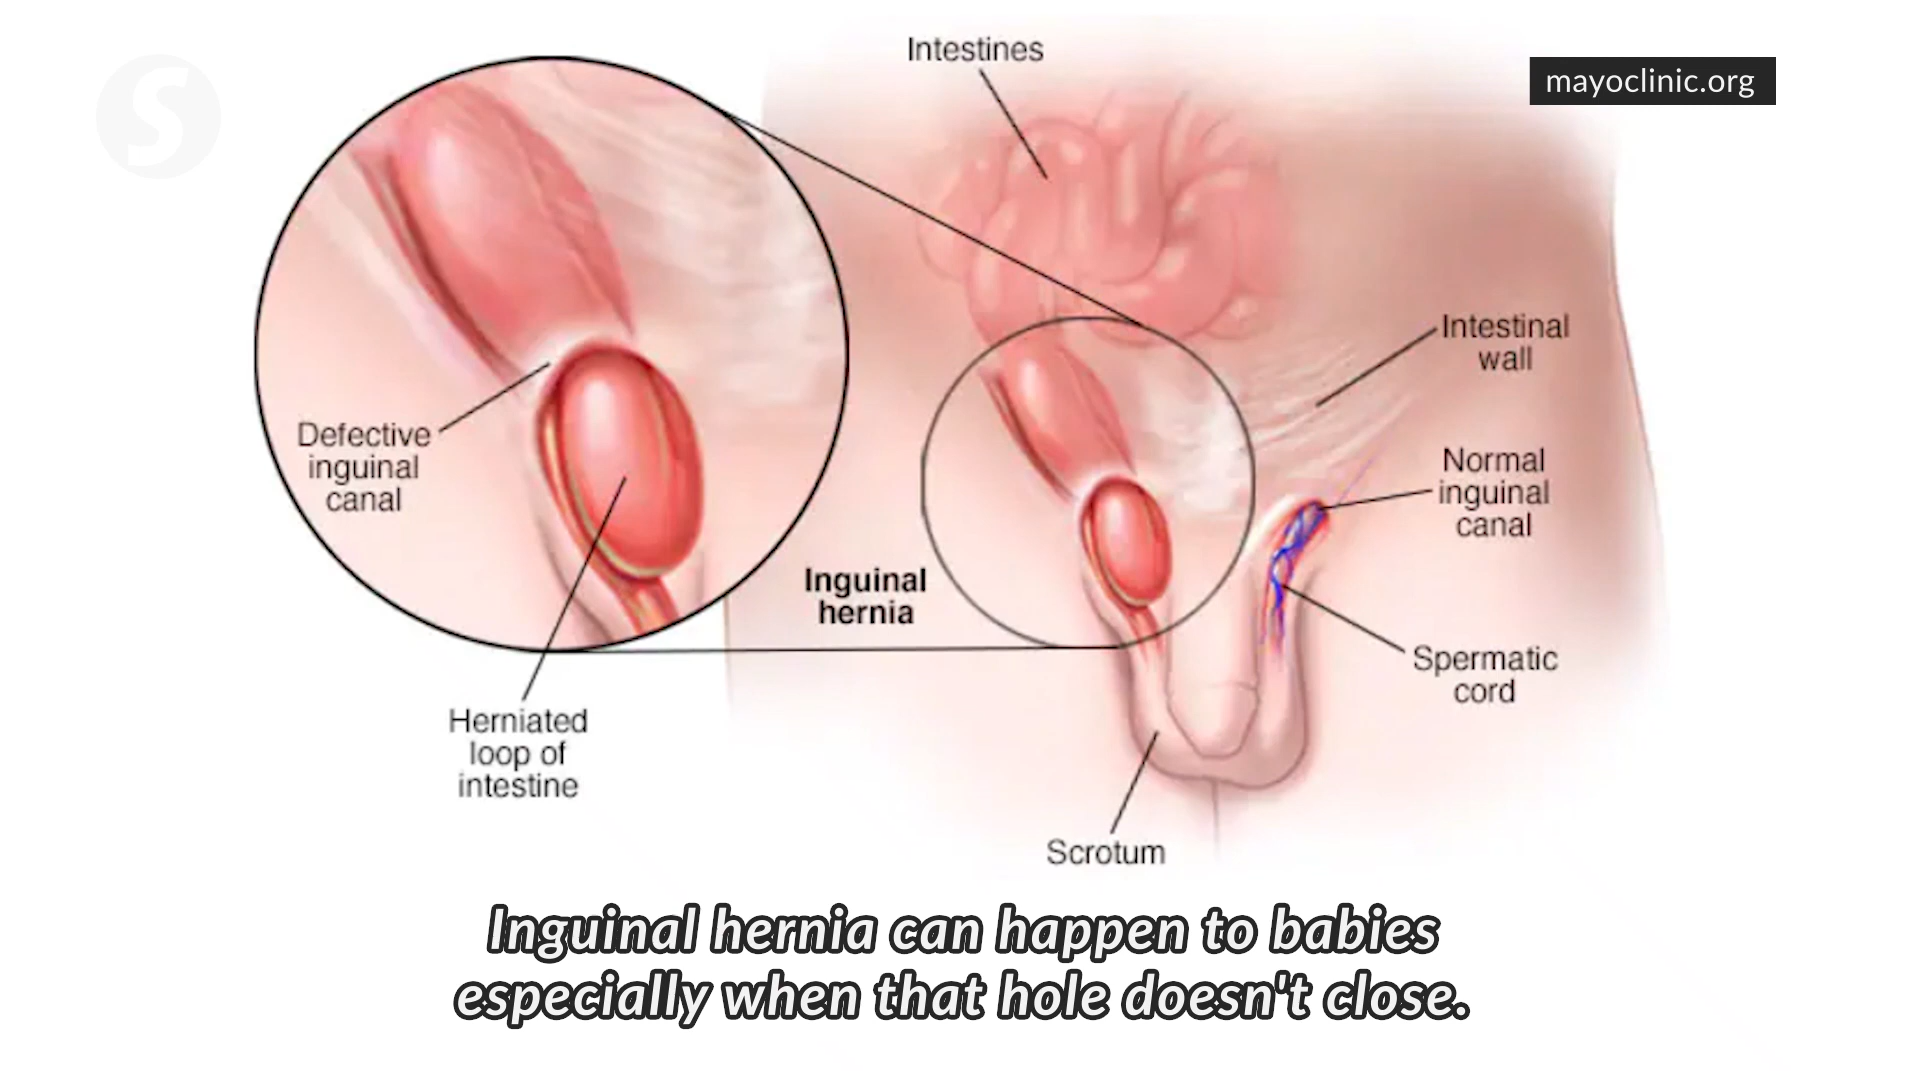 Intestines
mayoclinic.org
S
Intestinal
wall
Defective
inguinal
canal
Normal
inguinal
canal
Inguinal
hernia
Spermatic
cord
Herniated
loop of
intestine
Scrotum
Inguinal hernia can happen to babies
especially when that hole doesn't close.